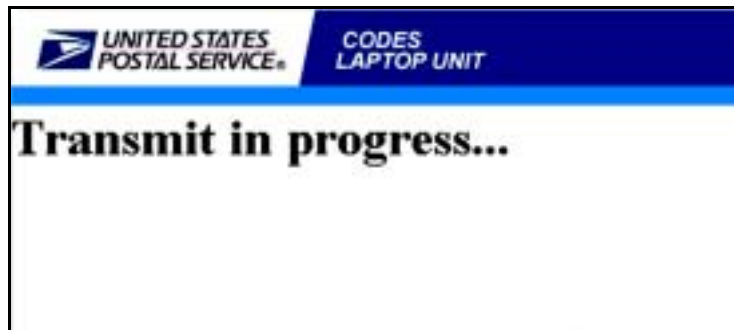 UNITED STATES
POSTAL SERVICE®
CODES
LAPTOP UNIT
Transmit in progress...